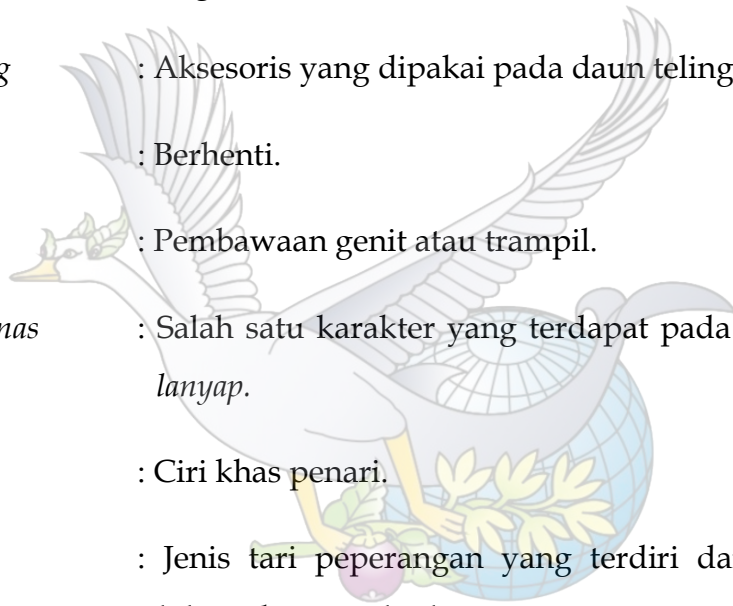 : Aksesoris yang dipakai pada daun teling
: Berhenti.
: Pembawaan genit atau trampil.
nas : Salah satu karakter yang terdapat pada
lanyap.
: Ciri khas penari.
: Jenis tari peperangan yang terdiri da